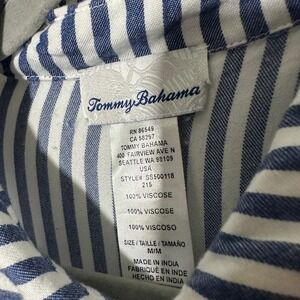 Tommy Bahama
RN 86549
CA 58297
TOMMY BAHAMA
400 FAIRVIEW AVE N
SEATTLE WA 98109
USA
STYLE# SS500118
215
100% VISCOSE
100% VISCOSE
100% VISCOSO
SIZE / TAILLE / TAMAÑO
M/M
MADE IN INDIA
FABRIQUÉ EN INDE
HECHO EN INDIA